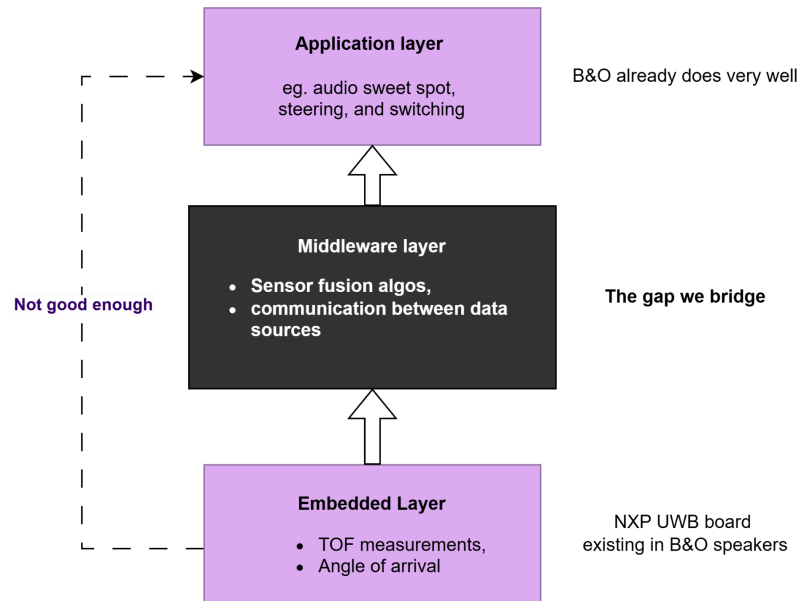 Application layer
eg. audio sweet spot,
steering, and switching
B&O already does very well
Middleware layer
• Sensor fusion algos,
• communication between data
sources
Not good enough
The gap we bridge
Embedded Layer
• TOF measurements,
• Angle of arrival
NXP UWB board
existing in B&O speakers